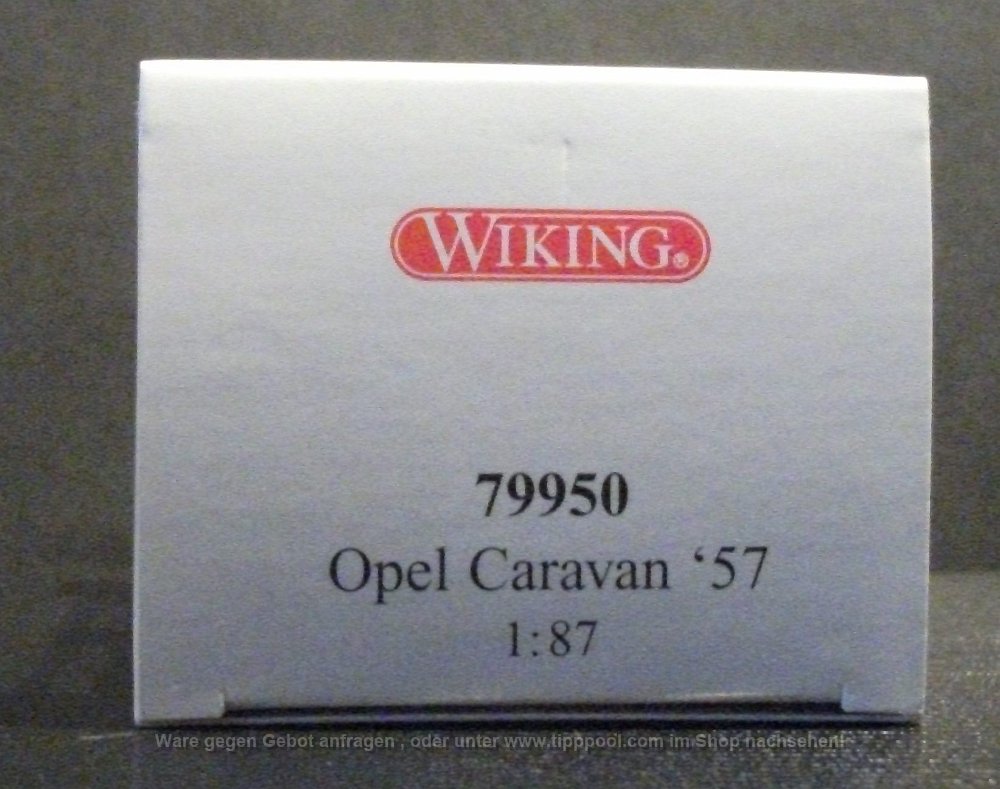 WIKING®
79950
Opel Caravan ‘57
1:87
Ware gegen Gebot anfragen , oder unter www.tipppool.com im Shop nachsehen!